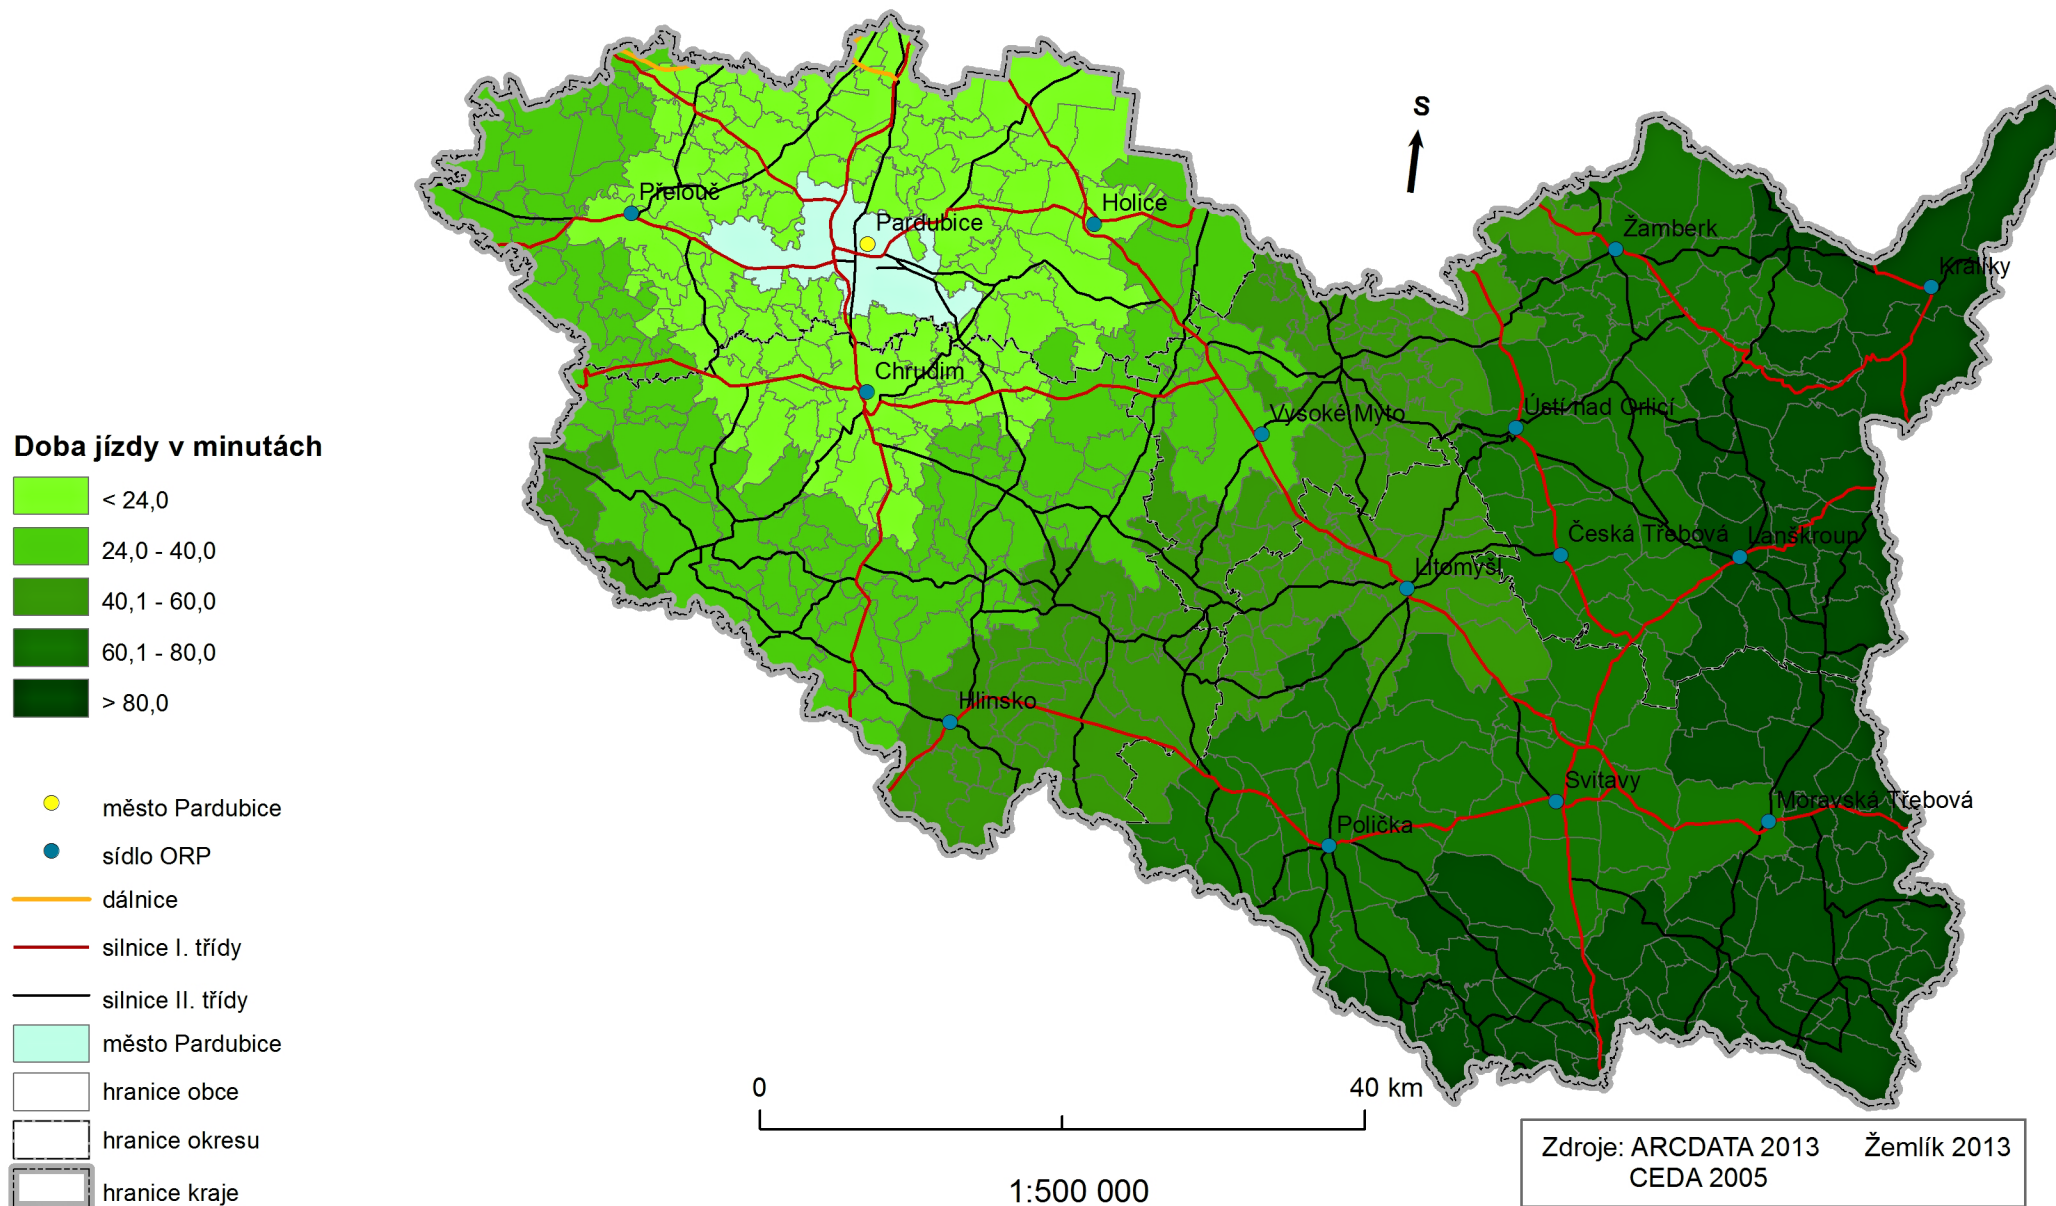 S
Přelouč
Pardubice
Holice
Žamberk
Králíky
Chrudim
Vysoké Mýto
Ústí nad Orlicí
Česká Třebová
Lanškroun
Litomyšl
Hlinsko
Svitavy
Moravská Třebová
Polička
Doba jízdy v minutách
< 24,0
24,0 - 40,0
40,1 - 60,0
60,1 - 80,0
> 80,0
město Pardubice
sídlo ORP
dálnice
silnice I. třídy
silnice II. třídy
město Pardubice
hranice obce
hranice okresu
hranice kraje
0 40 km
1:500 000
Zdroje: ARCDATA 2013 Žemlík 2013
CEDA 2005